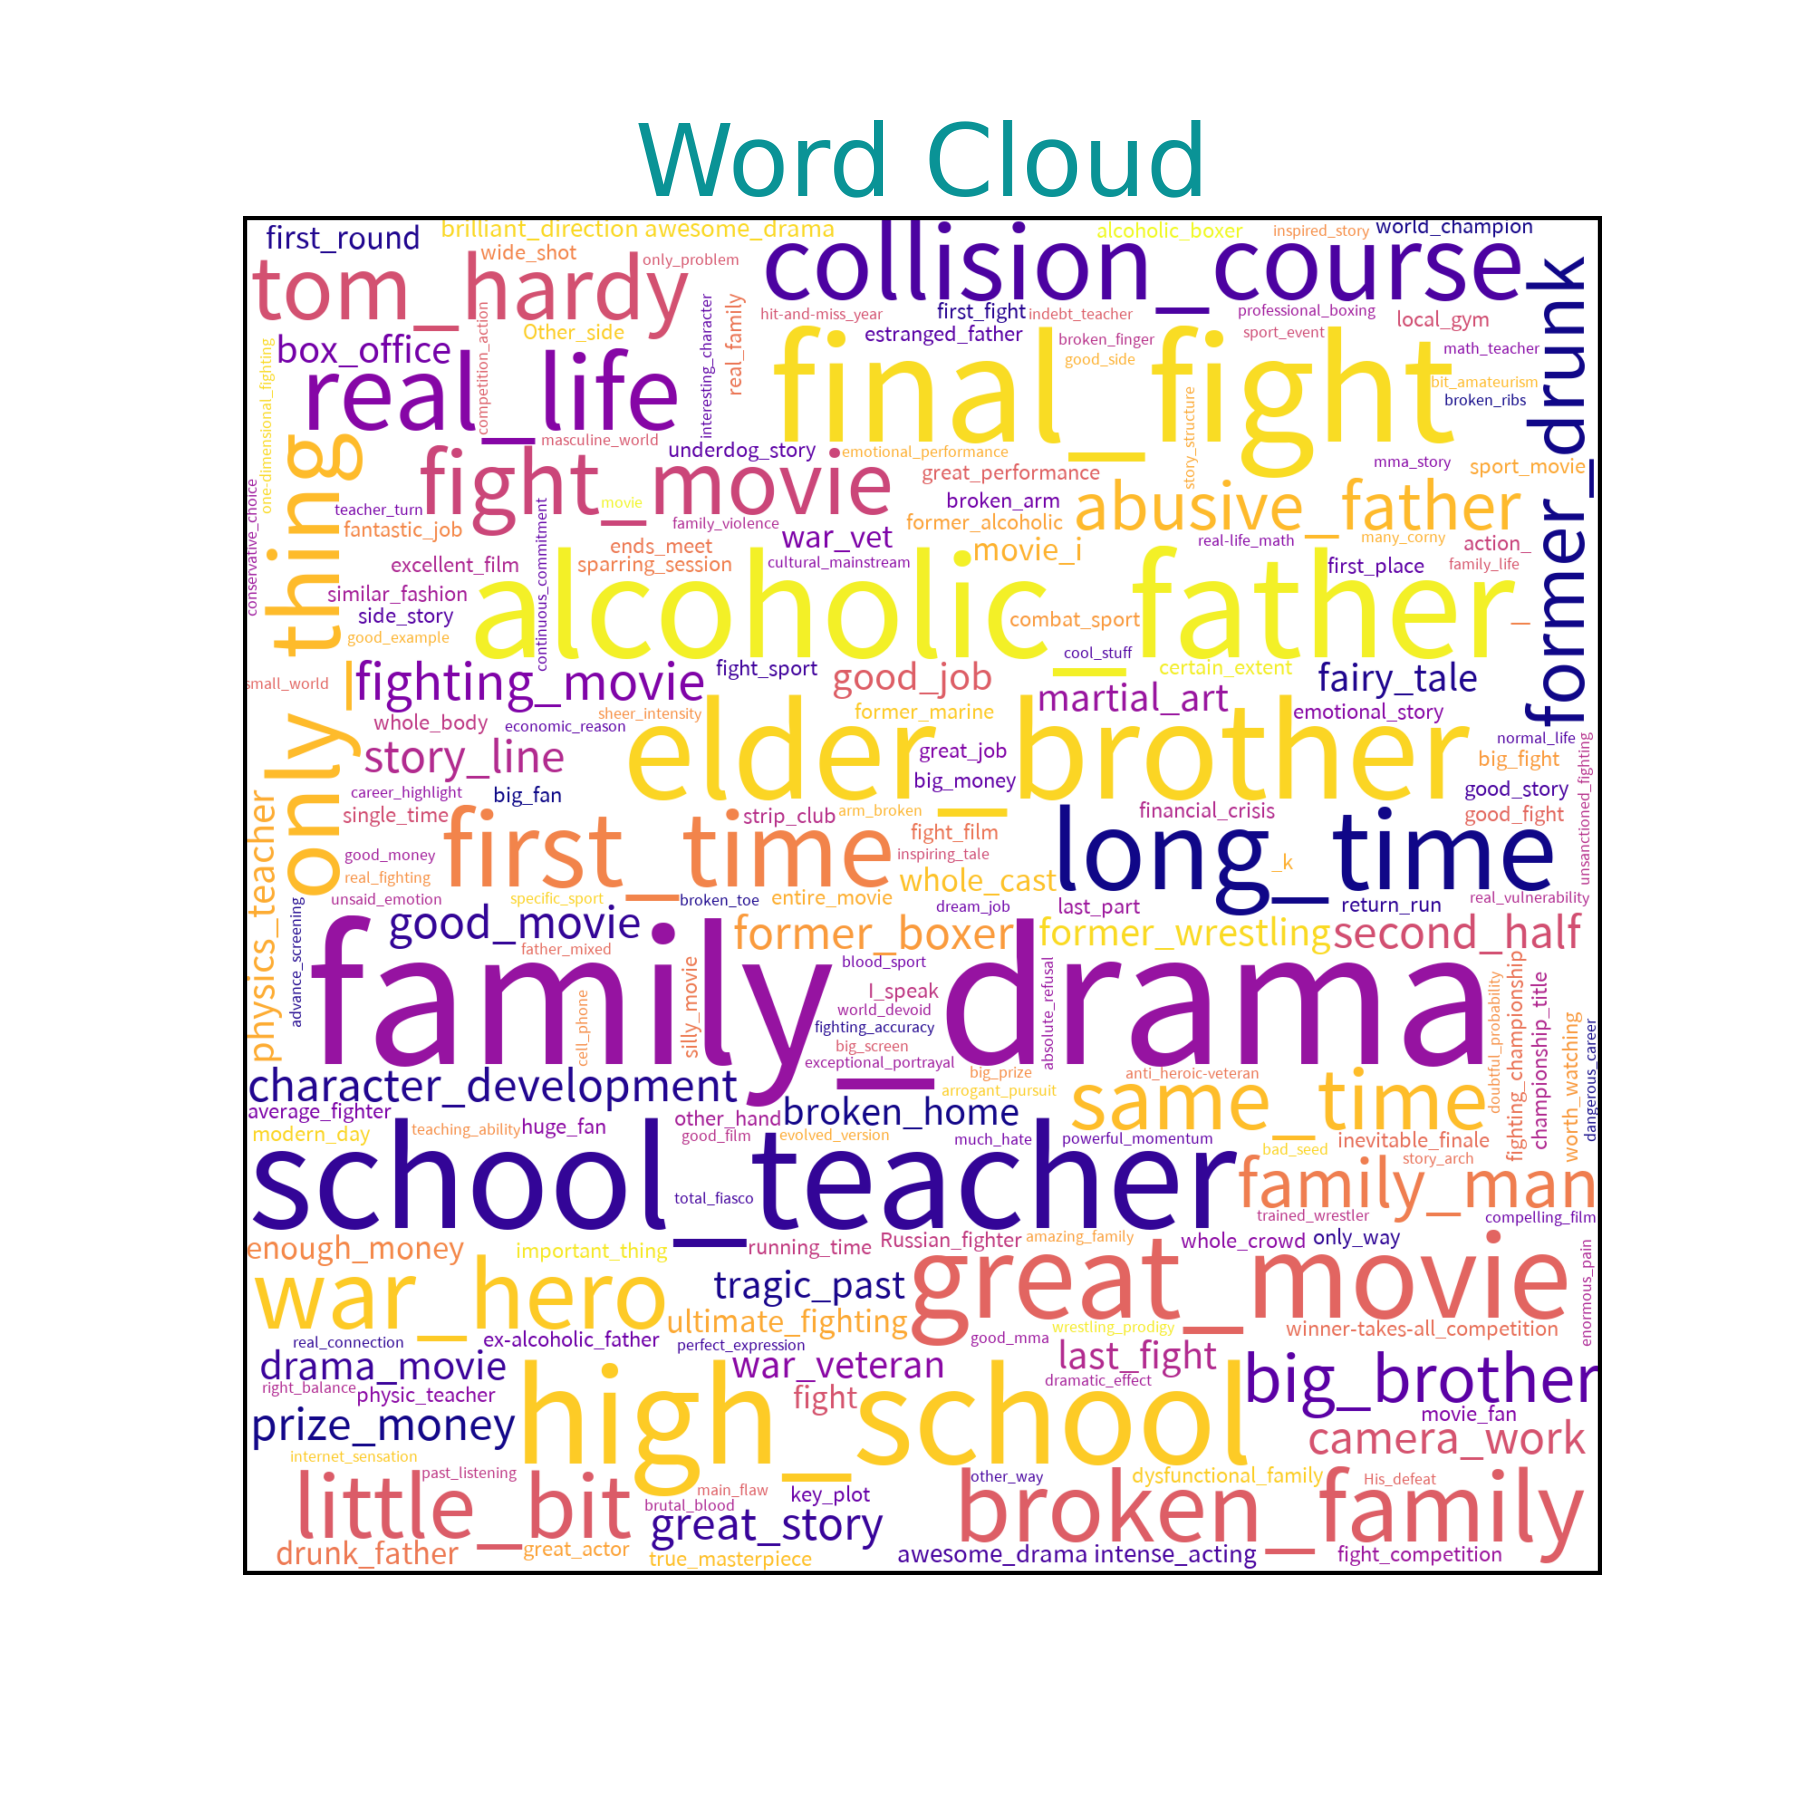 Word Cloud
first_round
brilliant_direction
awesome_drama
alcoholic_boxer
inspired_story
world_champion
wide_shot
only_problem
tom_hardy
collision_course
former_drunk
competition_action
interesting_character
real_family
hit-and-miss_year
first_fight
indebt_teacher
professional_boxing
local_gym
Other_side
estranged_father
broken_finger
sport_event
box_office
real_life
final_fight
good_side
math_teacher
one-dimensional_fighting
bit_amateurism
broken_ribs
story_structure
masculine_world
underdog_story
emotional_performance
only_thing
fight_movie
great_performance
mma_story
sport_movie
conservative_choice
teacher_turn
movie
broken_arm
abusive_father
fantastic_job
family_violence
former_alcoholic
continuous_commitment
war_vet
ends_meet
movie_i
real-life_math
many_corny
action_
excellent_film
sparring_session
cultural_mainstream
first_place
family_life
similar_fashion
alcoholic_father_
side_story
combat_sport
good_example
cool_stuff
small_world
fighting_movie
fight_sport
good_job
certain_extent
fairy_tale
martial_art
whole_body
economic_reason
sheer_intensity
former_marine
emotional_story
elder_brother
normal_life
unsanctioned_fighting
story_line
great_job
big_fight
big_money
career_highlight
big_fan
good_story
physics_teacher
single_time
first_time
strip_club
arm_broken
financial_crisis
good_fight
fight_film
long_time
good_money
inspiring_tale
_k
real_fighting
whole_cast
unsaid_emotion
specific_sport
broken_toe
entire_movie
dream_job
last_part
return_run
real_vulnerability
advance_screening
good_movie
father_mixed
former_boxer
former_wrestling
second_half
family_drama
blood_sport
silly_movie
cell_phone
I_speak
world_devoid
fighting_accuracy
big_screen
exceptional_portrayal
absolute_refusal
doubtful_probability
fighting_championship
championship_title
worth_watching
dangerous_career
character_development
big_prize
anti_heroic-veteran
arrogant_pursuit
same_time
average_fighter
other_hand
broken_home
modern_day
teaching_ability
huge_fan
good_film
evolved_version
much_hate
powerful_momentum
bad_seed
inevitable_finale
story_arch
school_teacher
total_fiasco
family_man
trained_wrestler
compelling_film
enough_money
important_thing
running_time
Russian_fighter
amazing_family
whole_crowd
only_way
enormous_pain
war_hero
tragic_past
great_movie
ultimate_fighting
real_connection
ex-alcoholic_father
perfect_expression
good_mma
wrestling_prodigy
winner-takes-all_competition
drama_movie
war_veteran
last_fight
right_balance
physic_teacher
high_school
fight
dramatic_effect
big_brother
prize_money
movie_fan
camera_work
internet_sensation
past_listening
other_way
dysfunctional_family
His_defeat
little_bit
main_flaw
key_plot
brutal_blood
great_story
broken_family
drunk_father
great_actor
true_masterpiece
awesome_drama
intense_acting
fight_competition